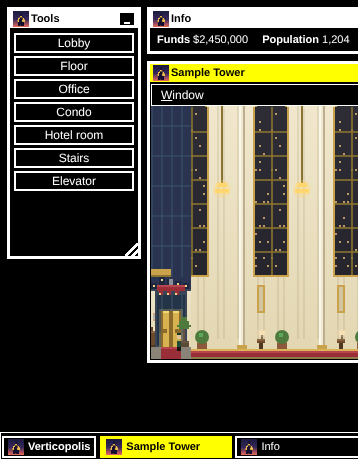 Tools
Lobby
Floor
Office
Condo
Hotel room
Stairs
Elevator
Info
Funds $2,450,000 Population 1,204
Sample Tower
Window
Verticopolis
Sample Tower
Info